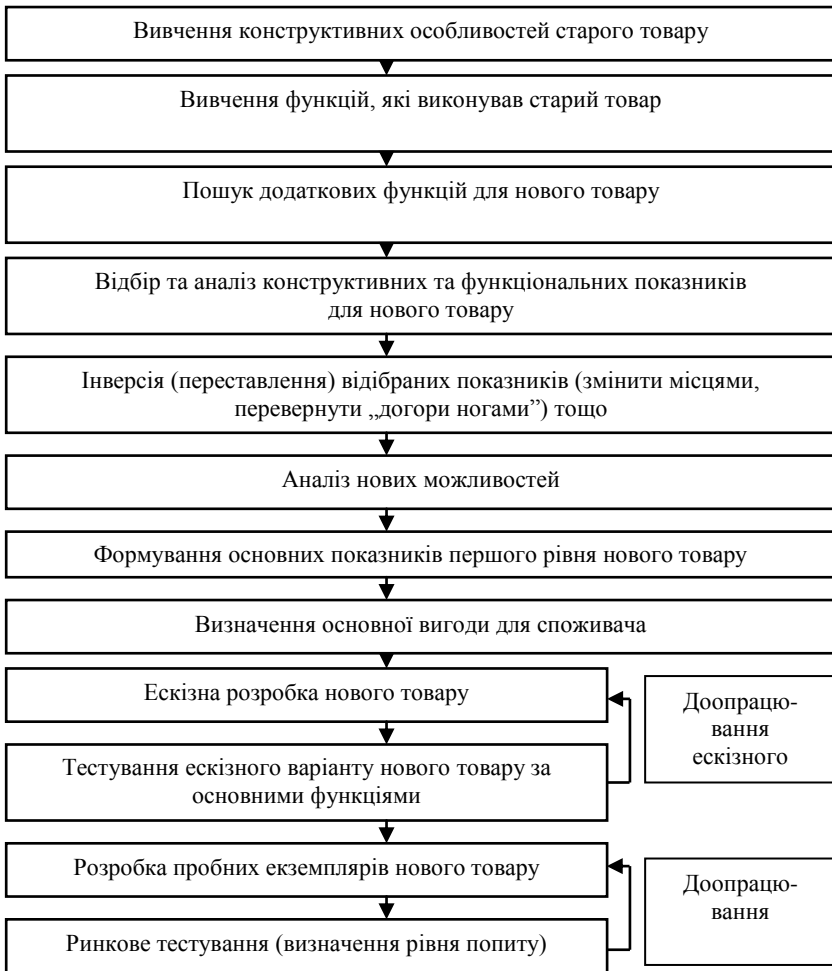 Вивчення конструктивних особливостей старого товару
Вивчення функцій, які виконував старий товар
Пошук додаткових функцій для нового товару
Відбір та аналіз конструктивних та функціональних показників
для нового товару
Інверсія (переставлення) відібраних показників (змінити місцями,
перевернути „догори ногами”) тощо
Аналіз нових можливостей
Формування основних показників першого рівня нового товару
Визначення основної вигоди для споживача
Ескізна розробка нового товару
Доопрацю-
вання
ескізного
Тестування ескізного варіанту нового товару за
основними функціями
Розробка пробних екземплярів нового товару
Доопрацю-
вання
Ринкове тестування (визначення рівня попиту)